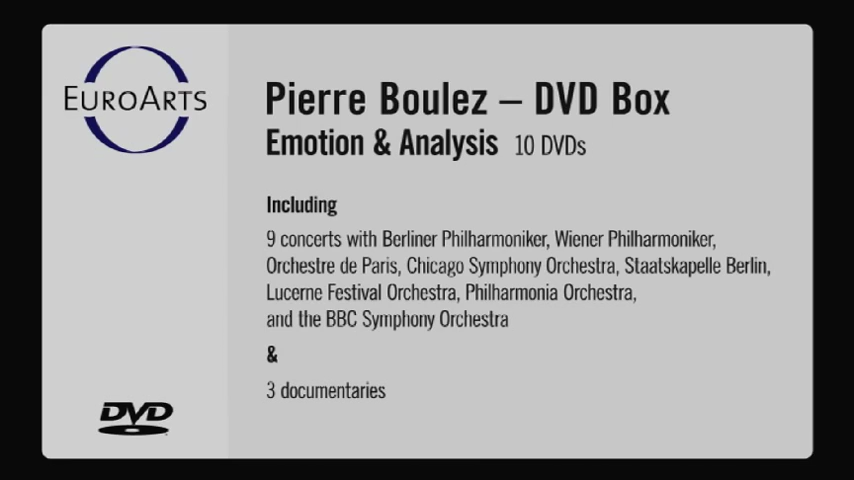 EUROARTS
Pierre Boulez – DVD Box
Emotion & Analysis 10 DVDs
Including
9 concerts with Berliner Philharmoniker, Wiener Philharmoniker,
Orchestre de Paris, Chicago Symphony Orchestra, Staatskapelle Berlin,
Lucerne Festival Orchestra, Philharmonia Orchestra,
and the BBC Symphony Orchestra
&
3 documentaries
DVD